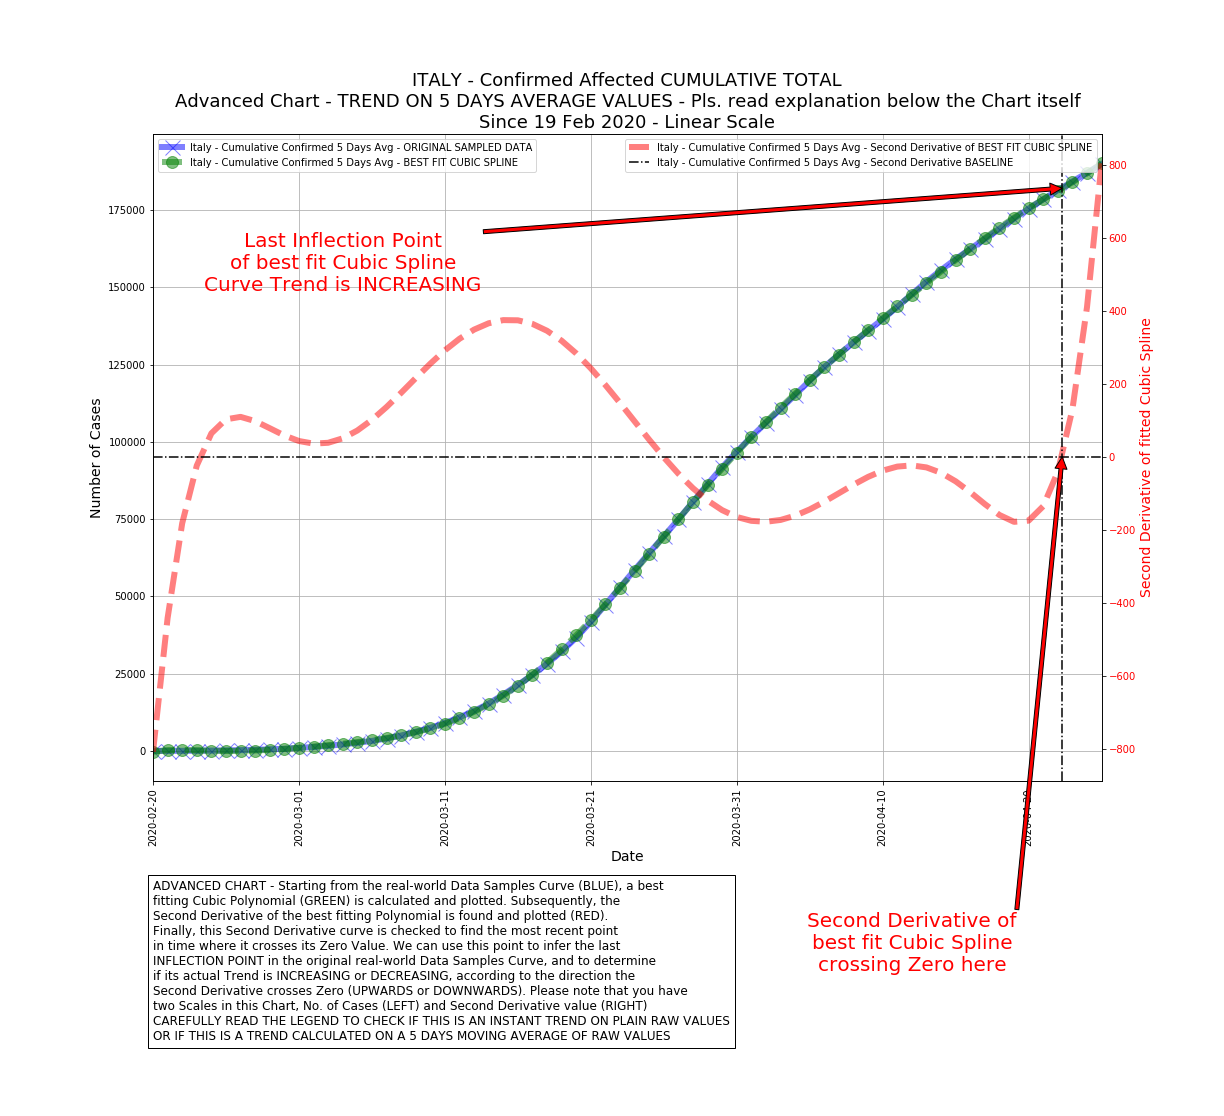 ITALY - Confirmed Affected CUMULATIVE TOTAL
Advanced Chart - TREND ON 5 DAYS AVERAGE VALUES - Pls. read explanation below the Chart itself
Since 19 Feb 2020 - Linear Scale
Italy - Cumulative Confirmed 5 Days Avg - ORIGINAL SAMPLED DATA
Italy - Cumulative Confirmed 5 Days Avg - BEST FIT CUBIC SPLINE
Italy - Cumulative Confirmed 5 Days Avg - Second Derivative of BEST FIT CUBIC SPLINE
Italy - Cumulative Confirmed 5 Days Avg - Second Derivative BASELINE
Last Inflection Point
of best fit Cubic Spline
Curve Trend is INCREASING
Number of Cases
175000
150000
125000
100000
75000
50000
25000
0
800
600
400
200
0
−200
−400
−600
−800
Second Derivative of fitted Cubic Spline
2020-02-20
2020-03-01
2020-03-11
2020-03-21
2020-03-31
2020-04-10
2020-04-20
Date
ADVANCED CHART - Starting from the real-world Data Samples Curve (BLUE), a best
fitting Cubic Polynomial (GREEN) is calculated and plotted. Subsequently, the
Second Derivative of the best fitting Polynomial is found and plotted (RED).
Finally, this Second Derivative curve is checked to find the most recent point
in time where it crosses its Zero Value. We can use this point to infer the last
INFLECTION POINT in the original real-world Data Samples Curve, and to determine
if its actual Trend is INCREASING or DECREASING, according to the direction the
Second Derivative crosses Zero (UPWARDS or DOWNWARDS). Please note that you have
two Scales in this Chart, No. of Cases (LEFT) and Second Derivative value (RIGHT)
CAREFULLY READ THE LEGEND TO CHECK IF THIS IS AN INSTANT TREND ON PLAIN RAW VALUES
OR IF THIS IS A TREND CALCULATED ON A 5 DAYS MOVING AVERAGE OF RAW VALUES
Second Derivative of
best fit Cubic Spline
crossing Zero here